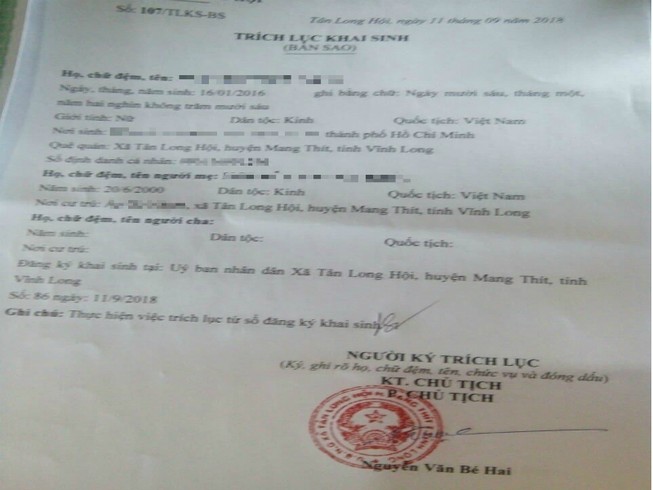 Số: 107/TLKS-BS
Tân Long Hội, ngày 11 tháng 09 năm 2018
TRÍCH LỤC KHAI SINH
(BẢN SAO)
Họ, chữ đệm, tên:
Ngày, tháng, năm sinh: 16/01/2016 ghi bằng chữ: Ngày mười sáu, tháng một,
năm hai nghìn không trăm mười sáu
Giới tính: Nữ Dân tộc: Kinh Quốc tịch: Việt Nam
Nơi sinh: thành phố Hồ Chí Minh
Quê quán: Xã Tân Long Hội, huyện Mang Thít, tỉnh Vĩnh Long
Số định danh cá nhân:
Họ, chữ đệm, tên người mẹ:
Năm sinh: 20/6/2000 Dân tộc: Kinh Quốc tịch: Việt Nam
Nơi cư trú: xã Tân Long Hội, huyện Mang Thít, tỉnh Vĩnh Long
Họ, chữ đệm, tên người cha:
Năm sinh: Dân tộc: Quốc tịch:
Nơi cư trú:
Đăng ký khai sinh tại: Uỷ ban nhân dân Xã Tân Long Hội, huyện Mang Thít, tỉnh
Vĩnh Long
Số: 86 ngày: 11/9/2018
Ghi chú: Thực hiện việc trích lục từ sổ đăng ký khai sinh
NGƯỜI KÝ TRÍCH LỤC
(Ký, ghi rõ họ, chữ đệm, tên, chức vụ và đóng dấu)
KT. CHỦ TỊCH
P. CHỦ TỊCH
Nguyễn Văn Bé Hai